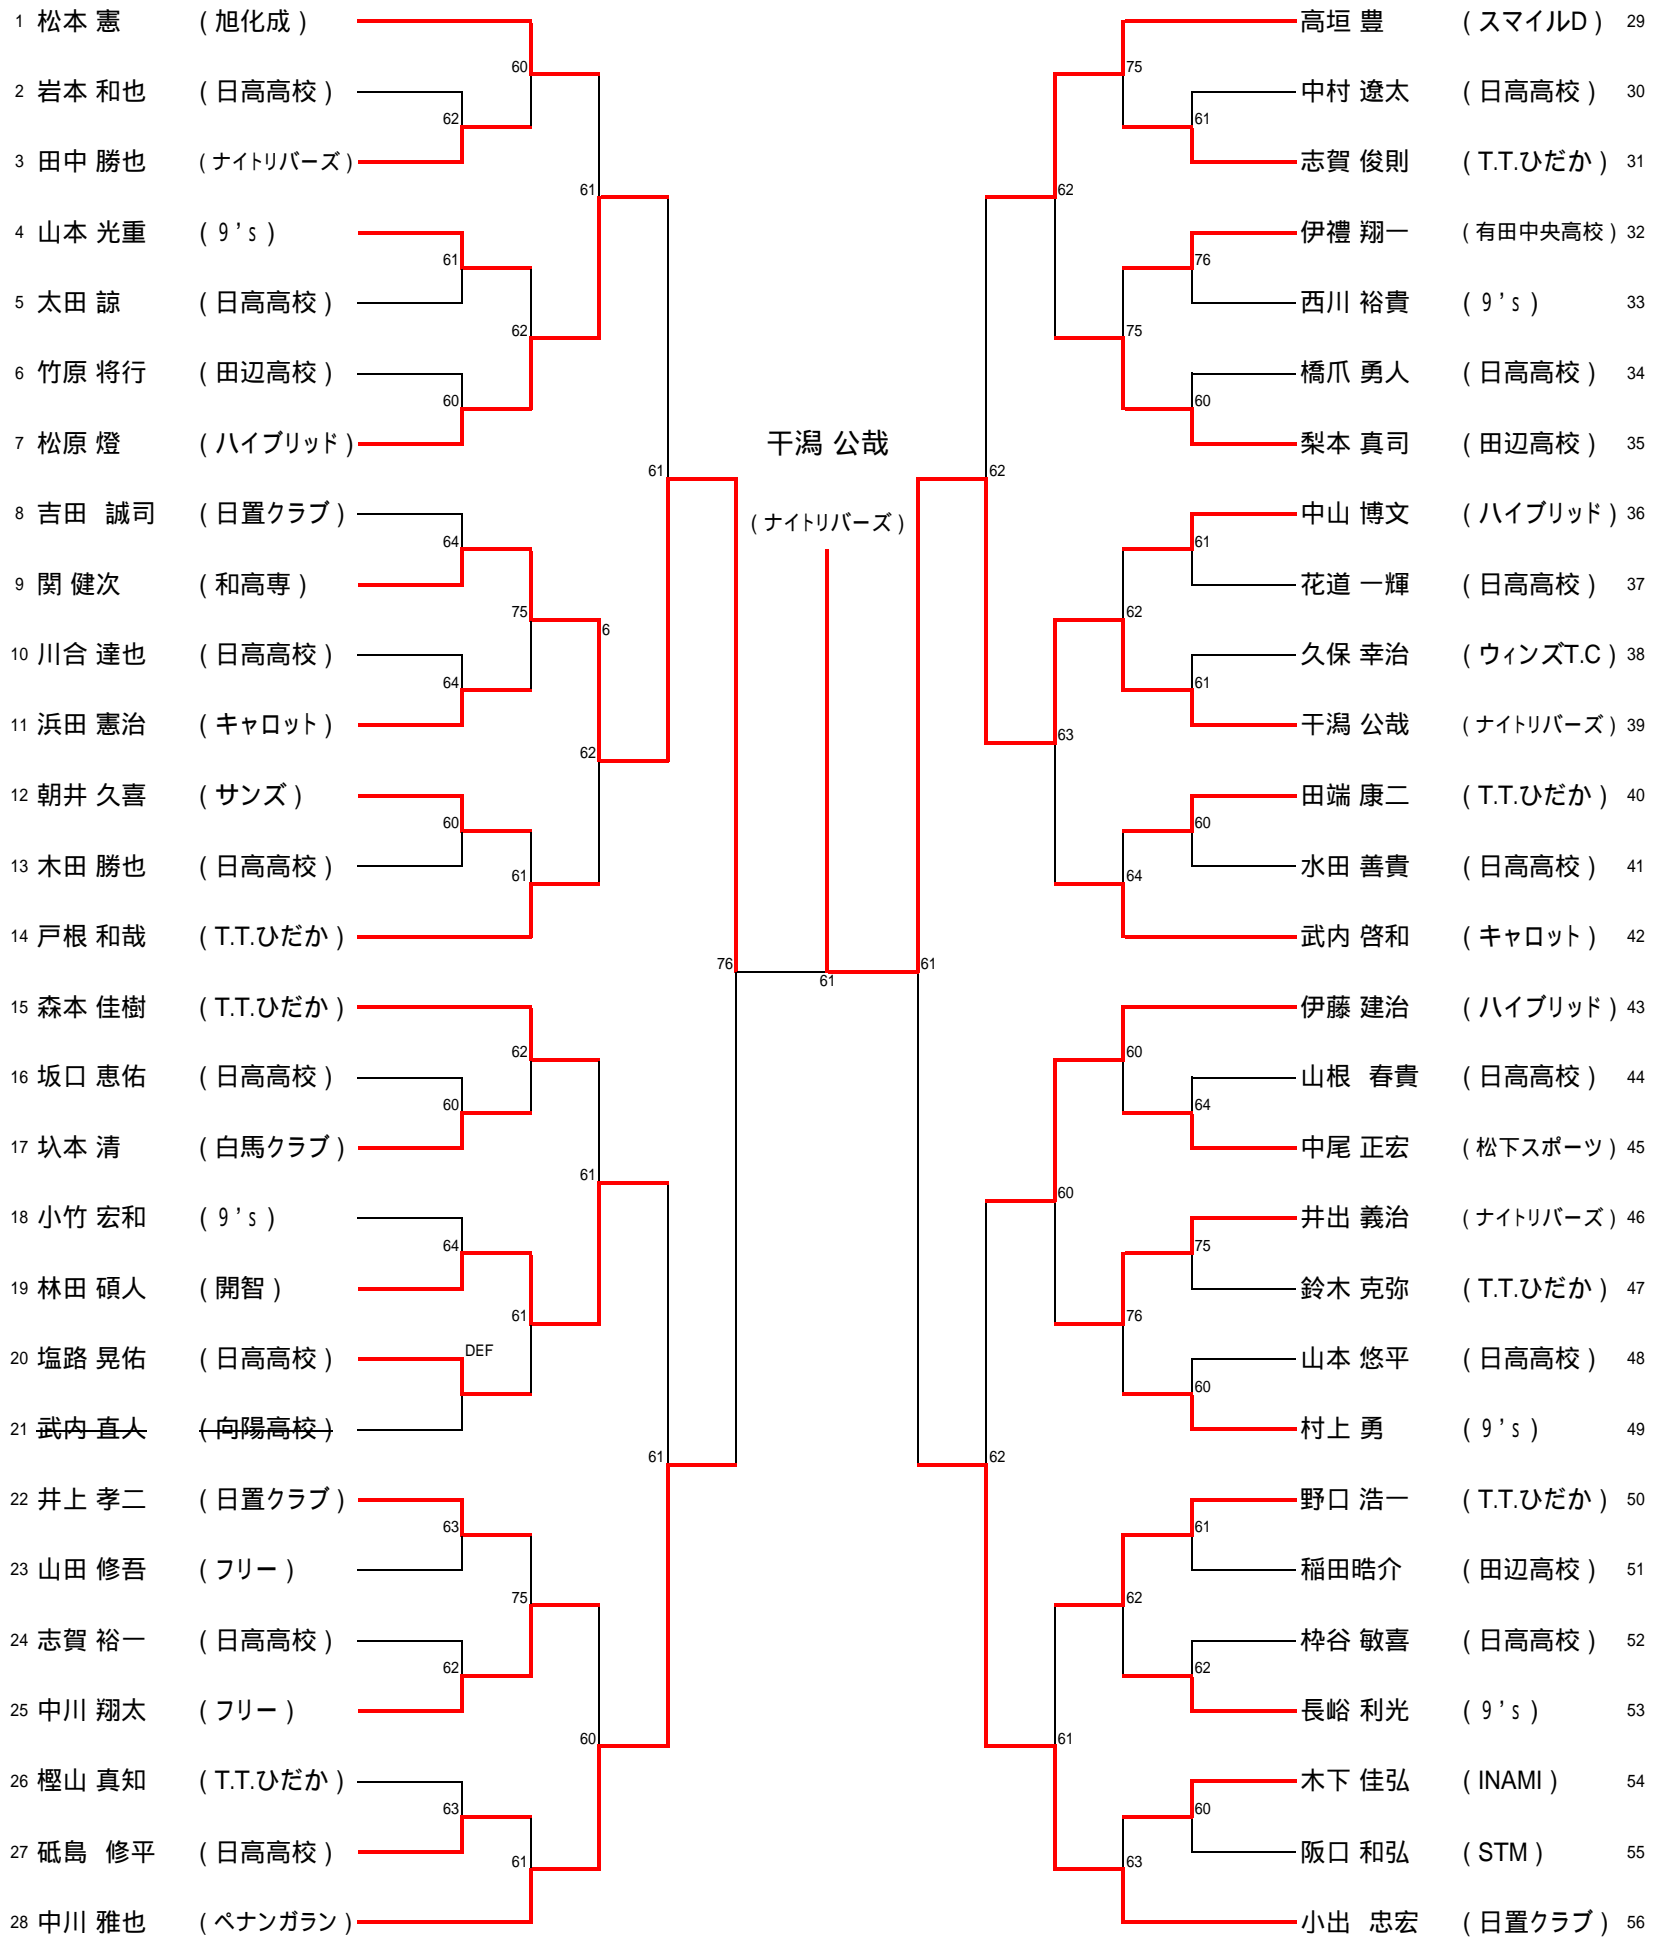 1 松本 憲 ( 旭化成 )
60
2 岩本 和也 ( 日高高校 )
62
3 田中 勝也 ( ナイトリバーズ )
61
4 山本 光重 ( 9's )
61
5 太田 諒 ( 日高高校 )
62
6 竹原 将行 ( 田辺高校 )
60
7 松原 燈 ( ハイブリッド )
61
8 吉田 誠司 ( 日置クラブ )
64
9 関 健次 ( 和高専 )
75
6
10 川合 達也 ( 日高高校 )
64
11 浜田 憲治 ( キャロット )
62
12 朝井 久喜 ( サンズ )
60
13 木田 勝也 ( 日高高校 )
61
14 戸根 和哉 ( T.T.ひだか )
76
15 森本 佳樹 ( T.T.ひだか )
62
16 坂口 恵佑 ( 日高高校 )
60
17 圦本 清 ( 白馬クラブ )
61
18 小竹 宏和 ( 9's )
64
19 林田 碩人 ( 開智 )
61
20 塩路 晃佑 ( 日高高校 )
DEF
21 武内 直人 ( 向陽高校 )
61
22 井上 孝二 ( 日置クラブ )
63
23 山田 修吾 ( フリー )
75
24 志賀 裕一 ( 日高高校 )
62
25 中川 翔太 ( フリー )
60
26 樫山 真知 ( T.T.ひだか )
63
27 砥島 修平 ( 日高高校 )
61
28 中川 雅也 ( ペナンガラン )
干潟 公哉
( ナイトリバーズ )
61
高垣 豊 ( スマイルD ) 29
75
中村 遼太 ( 日高高校 ) 30
61
志賀 俊則 ( T.T.ひだか ) 31
62
伊禮 翔一 ( 有田中央高校 ) 32
76
西川 裕貴 ( 9's ) 33
75
橋爪 勇人 ( 日高高校 ) 34
60
梨本 真司 ( 田辺高校 ) 35
62
中山 博文 ( ハイブリッド ) 36
61
花道 一輝 ( 日高高校 ) 37
62
久保 幸治 ( ウィンズT.C ) 38
61
干潟 公哉 ( ナイトリバーズ ) 39
63
田端 康二 ( T.T.ひだか ) 40
60
水田 善貴 ( 日高高校 ) 41
64
武内 啓和 ( キャロット ) 42
61
伊藤 建治 ( ハイブリッド ) 43
60
山根 春貴 ( 日高高校 ) 44
64
中尾 正宏 ( 松下スポーツ ) 45
60
井出 義治 ( ナイトリバーズ ) 46
75
鈴木 克弥 ( T.T.ひだか ) 47
76
山本 悠平 ( 日高高校 ) 48
60
村上 勇 ( 9's ) 49
62
野口 浩一 ( T.T.ひだか ) 50
61
稲田晧介 ( 田辺高校 ) 51
62
枠谷 敏喜 ( 日高高校 ) 52
62
長峪 利光 ( 9's ) 53
61
木下 佳弘 ( INAMI ) 54
60
阪口 和弘 ( STM ) 55
63
小出 忠宏 ( 日置クラブ ) 56